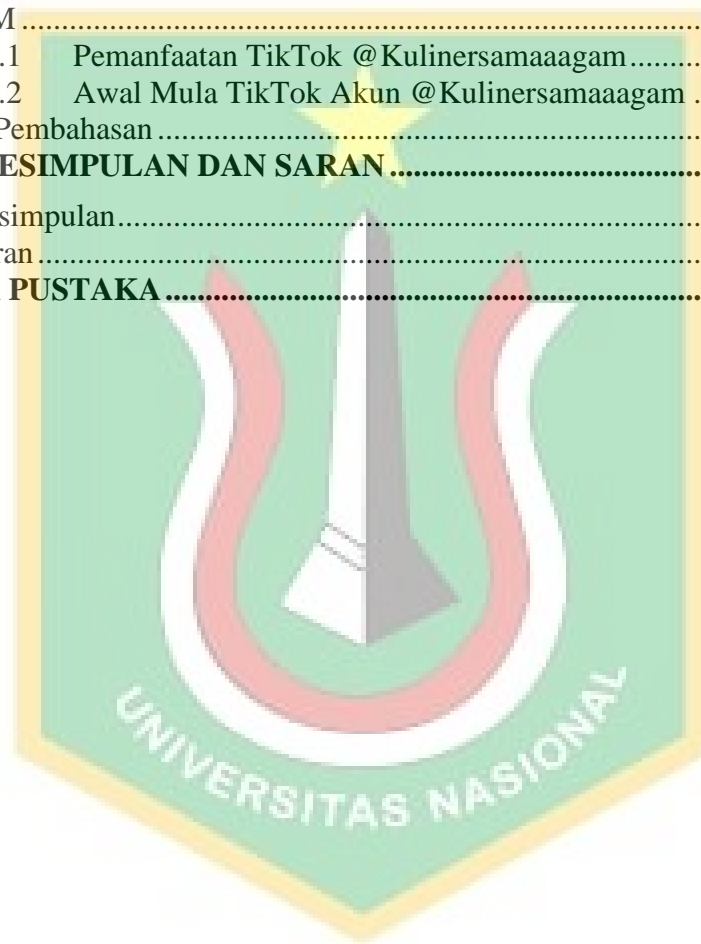 M ........................................................................
.1 Pemanfaatan TikTok @Kulinersamaaagam..........
.2 Awal Mula TikTok Akun @Kulinersamaaagam .
Pembahasan ........................................................
ESIMPULAN DAN SARAN ................................
simpulan.............................................................
ran ......................................................................
PUSTAKA .......................................................
UNIVERSITAS NASIONAL